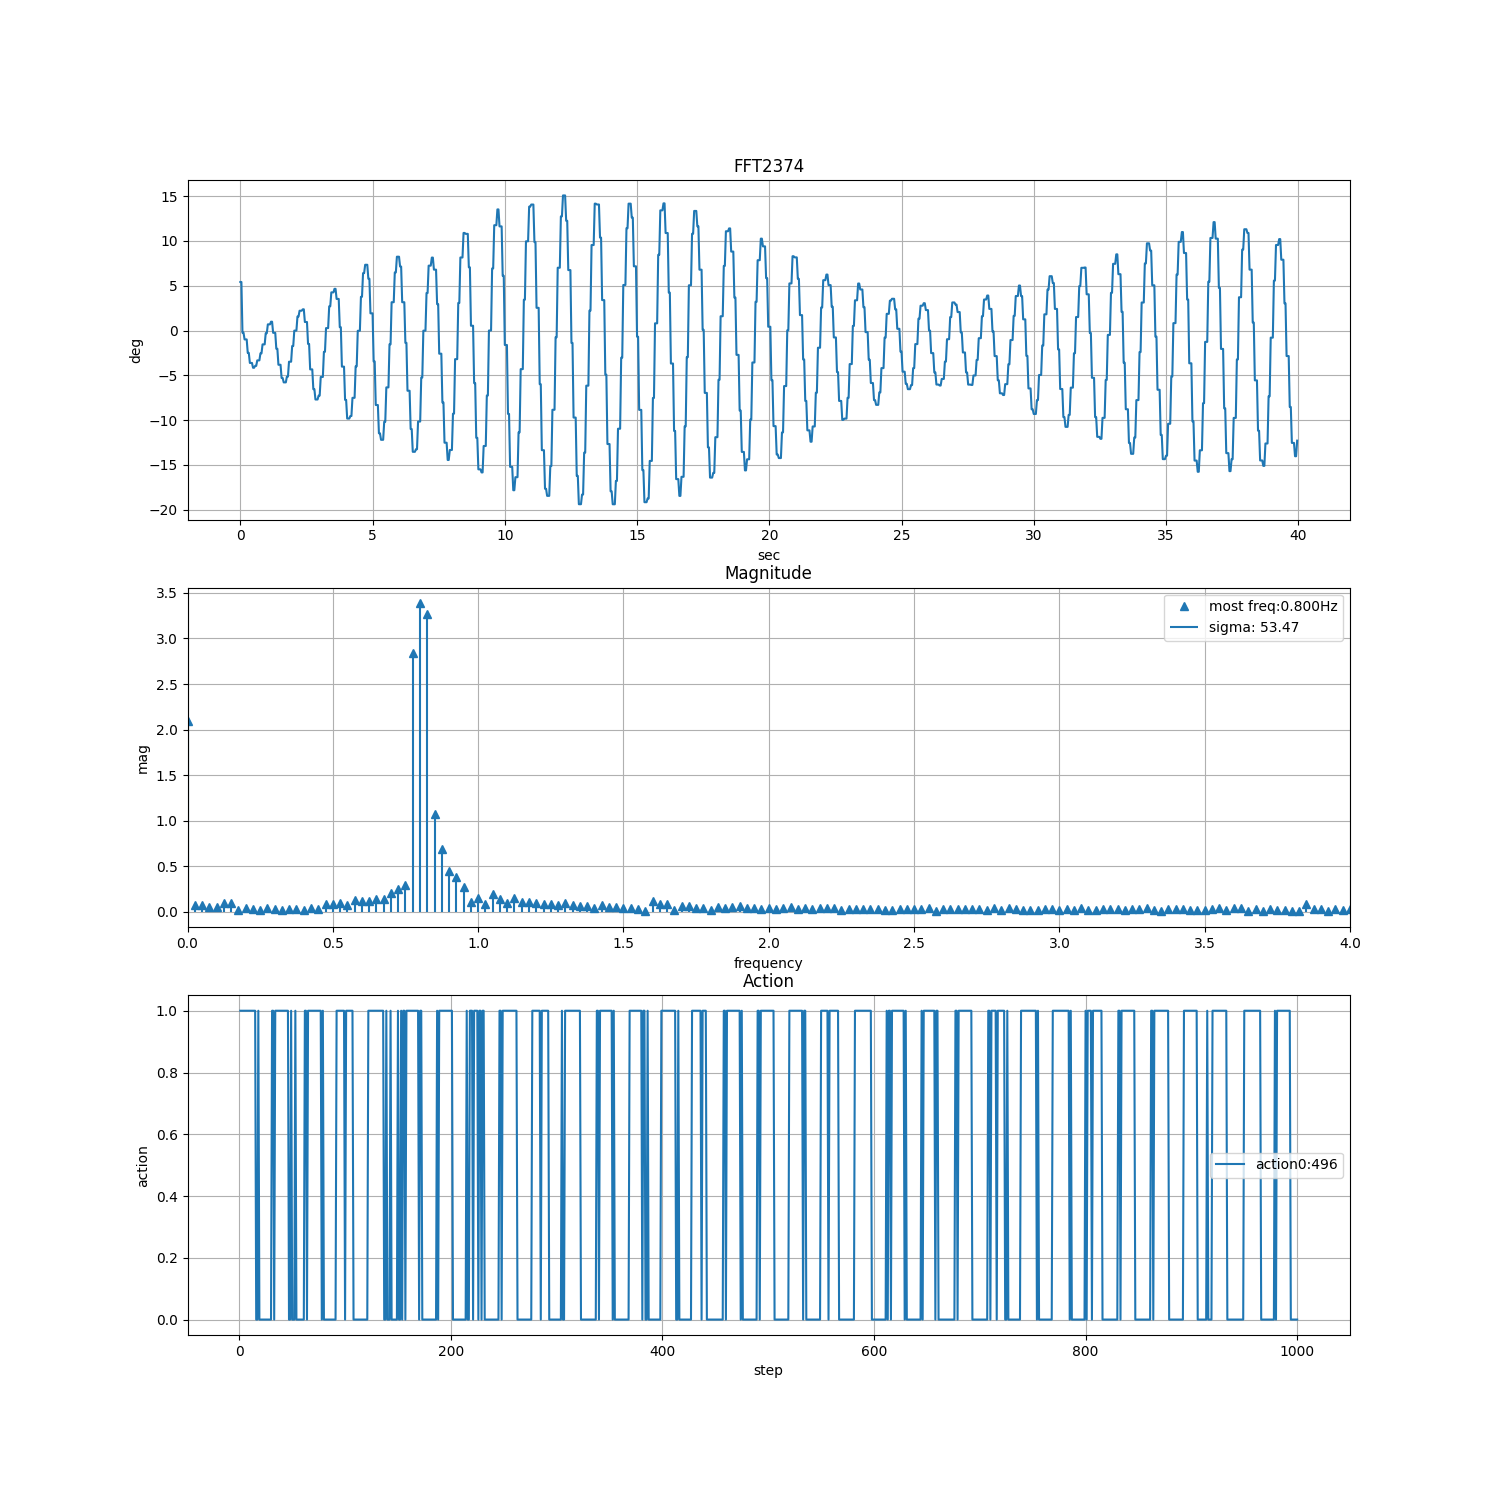 FFT2374
15
10
5
0
−5
−10
−15
−20
deg
0 5 10 15 20 25 30 35 40
sec
Magnitude
3.5
3.0
2.5
2.0
1.5
1.0
0.5
0.0
mag
most freq:0.800Hz
sigma: 53.47
0.0 0.5 1.0 1.5 2.0 2.5 3.0 3.5 4.0
frequency
Action
1.0
0.8
0.6
0.4
0.2
0.0
action
action0:496
0 200 400 600 800 1000
step